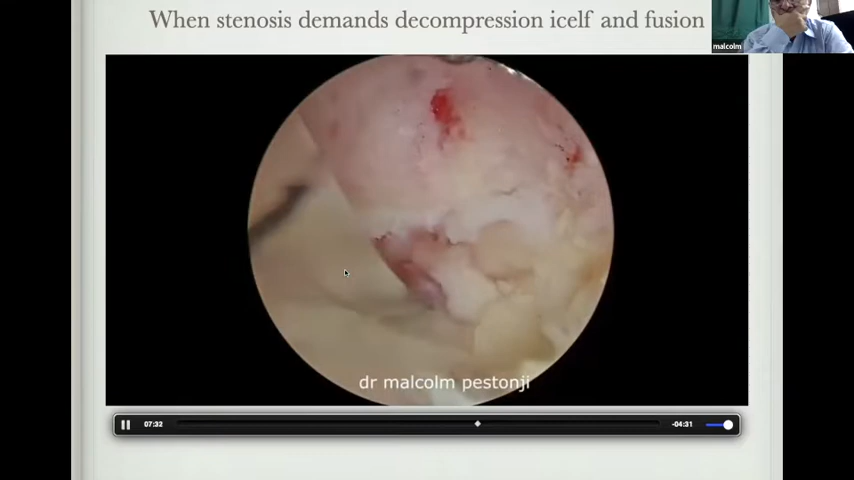 When stenosis demands decompression icelf and fusion
malcolm
dr malcolm pestonji
07:32
-04:31